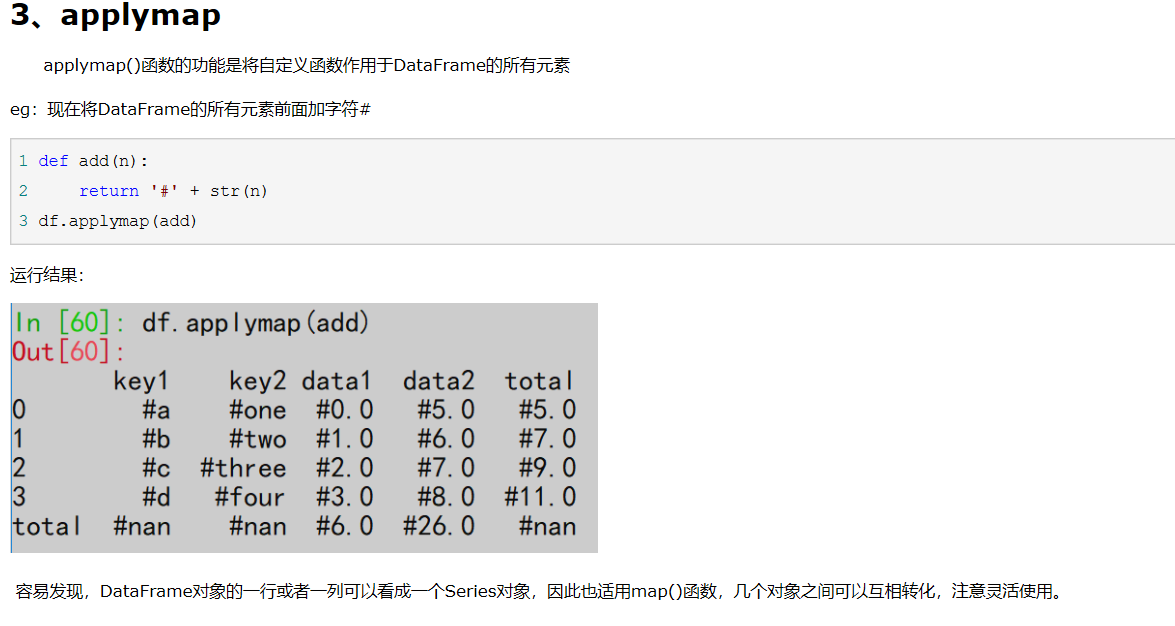 3、applymap
applymap()函数的功能是将自定义函数作用于DataFrame的所有元素
eg：现在将DataFrame的所有元素前面加字符#
1 def add(n):
2     return '#' + str(n)
3 df.applymap(add)
运行结果：
In [60]: df.applymap(add)
Out[60]:
       key1    key2 data1  data2  total
0        #a    #one  #0.0   #5.0   #5.0
1        #b    #two  #1.0   #6.0   #7.0
2        #c  #three  #2.0   #7.0   #9.0
3        #d   #four  #3.0   #8.0  #11.0
total  #nan    #nan  #6.0  #26.0   #nan
容易发现，DataFrame对象的一行或者一列可以看成一个Series对象，因此也适用map()函数，几个对象之间可以互相转化，注意灵活使用。